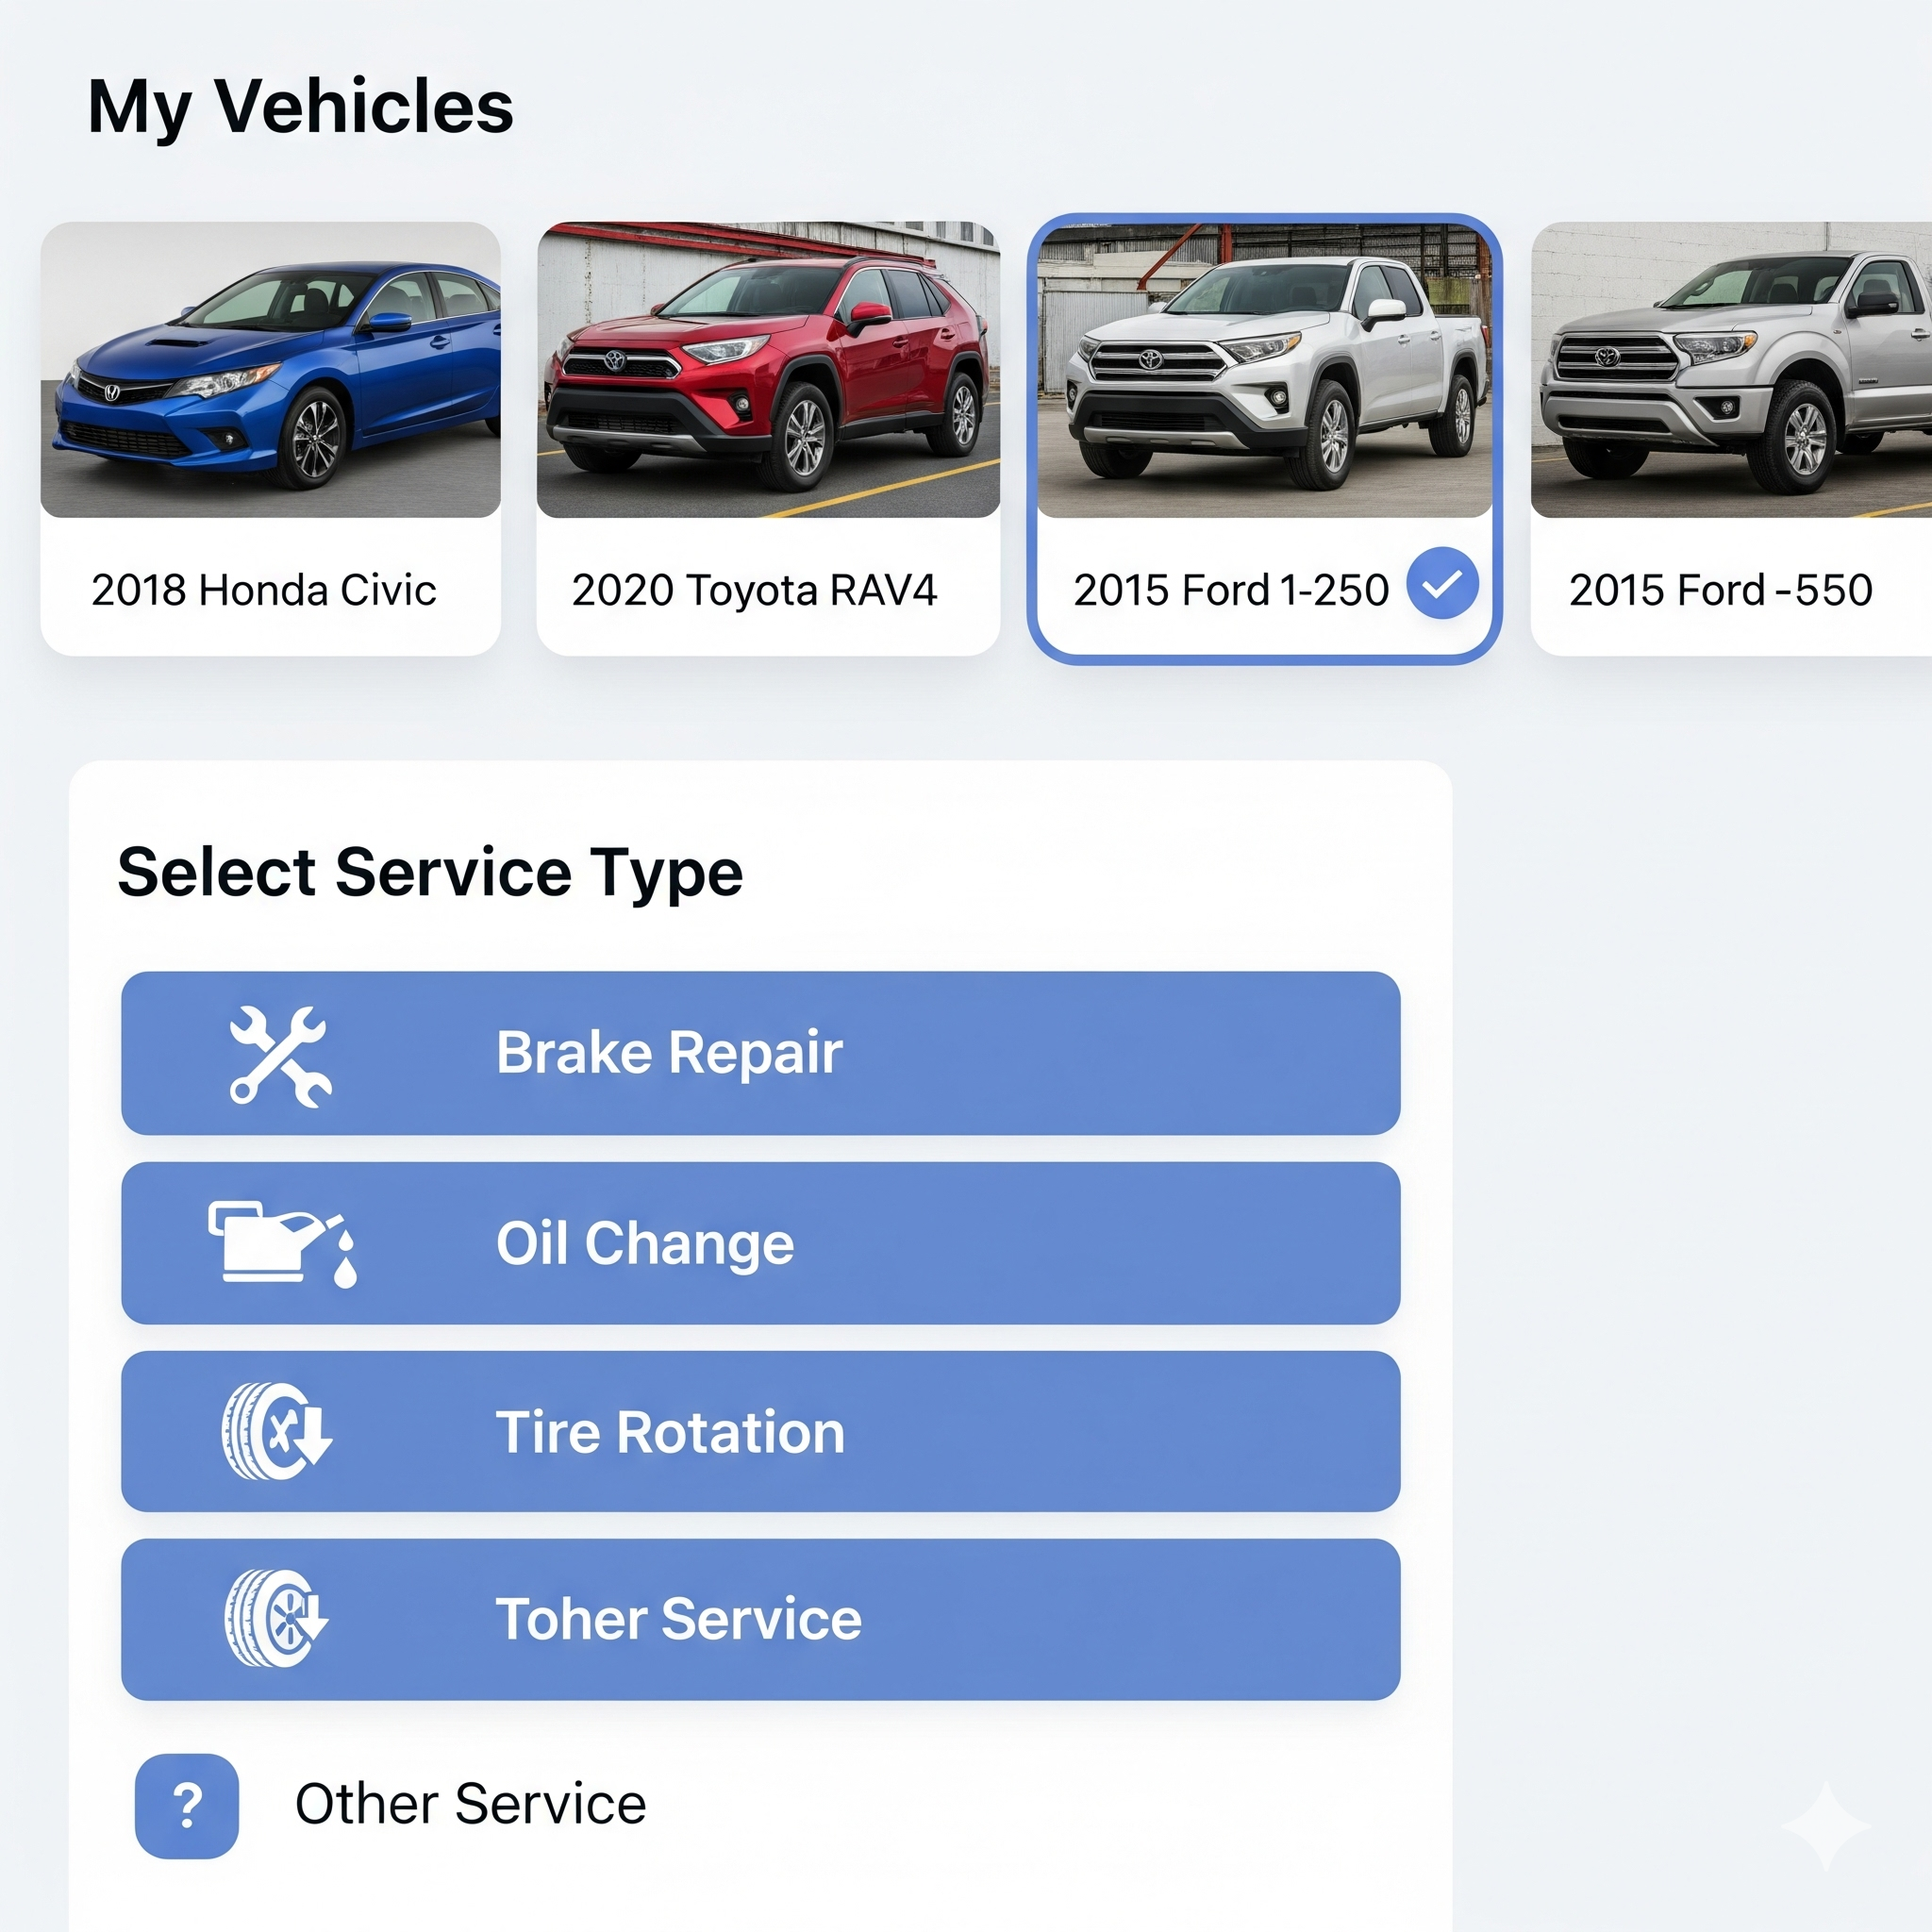 My Vehicles
2018 Honda Civic
2020 Toyota RAV4
2015 Ford 1-250
2015 Ford -550
Select Service Type
Brake Repair
Oil Change
Tire Rotation
Toher Service
?
Other Service